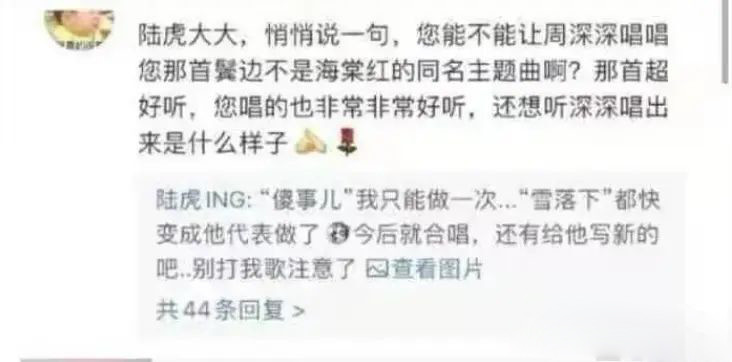 陆虎大大，悄悄说一句，您能不能让周深深唱唱
您那首鬓边不是海棠红的同名主题曲啊？那首超
好听，您唱的也非常非常好听，还想听深深唱出
来是什么样子
陆虎ING: “傻事儿”我只能做一次...“雪落下”都快
变成他代表做了 今后就合唱，还有给他写新的
吧..别打我歌注意了 查看图片
共44条回复 >